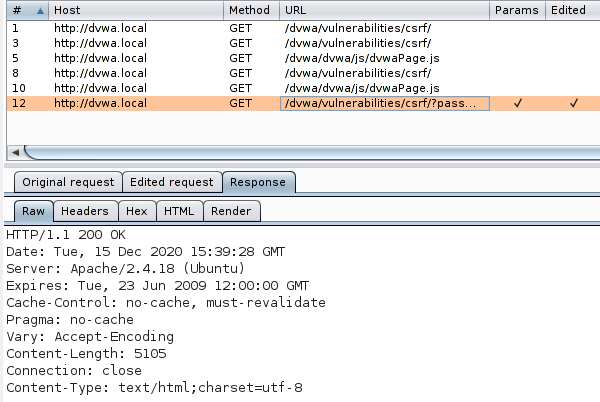 # Host Method URL Params Edited
1 http://dvwa.local GET /dvwa/vulnerabilities/csrf/
3 http://dvwa.local GET /dvwa/vulnerabilities/csrf/
5 http://dvwa.local GET /dvwa/dvwa/js/dvwaPage.js
8 http://dvwa.local GET /dvwa/vulnerabilities/csrf/
10 http://dvwa.local GET /dvwa/dvwa/js/dvwaPage.js
12 http://dvwa.local GET /dvwa/vulnerabilities/csrf/?pass... ✓ ✓
Original request Edited request Response
Raw Headers Hex HTML Render
HTTP/1.1 200 OK
Date: Tue, 15 Dec 2020 15:39:28 GMT
Server: Apache/2.4.18 (Ubuntu)
Expires: Tue, 23 Jun 2009 12:00:00 GMT
Cache-Control: no-cache, must-revalidate
Pragma: no-cache
Vary: Accept-Encoding
Content-Length: 5105
Connection: close
Content-Type: text/html;charset=utf-8